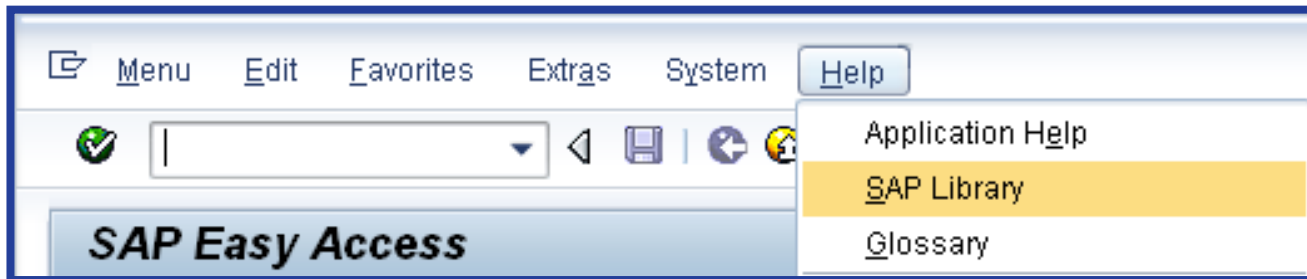 Menu Edit Favorites Extras System Help
Application Help
SAP Library
Glossary
SAP Easy Access